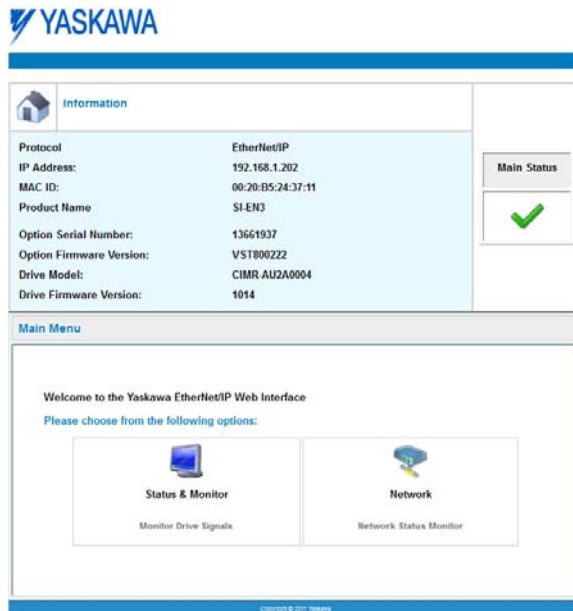 YASKAWA
Information
Protocol EtherNet/IP
IP Address: 192.168.1.202
MAC ID: 00:20:B5:24:37:11
Product Name SI-EN3
Option Serial Number: 13661937
Option Firmware Version: VST800222
Drive Model: CIMR-AU2A0004
Drive Firmware Version: 1014
Main Status
Main Menu
Welcome to the Yaskawa EtherNet/IP Web Interface
Please choose from the following options:
Status & Monitor
Monitor Drive Signals
Network
Network Status Monitor
Copyright © 2011 Yaskawa